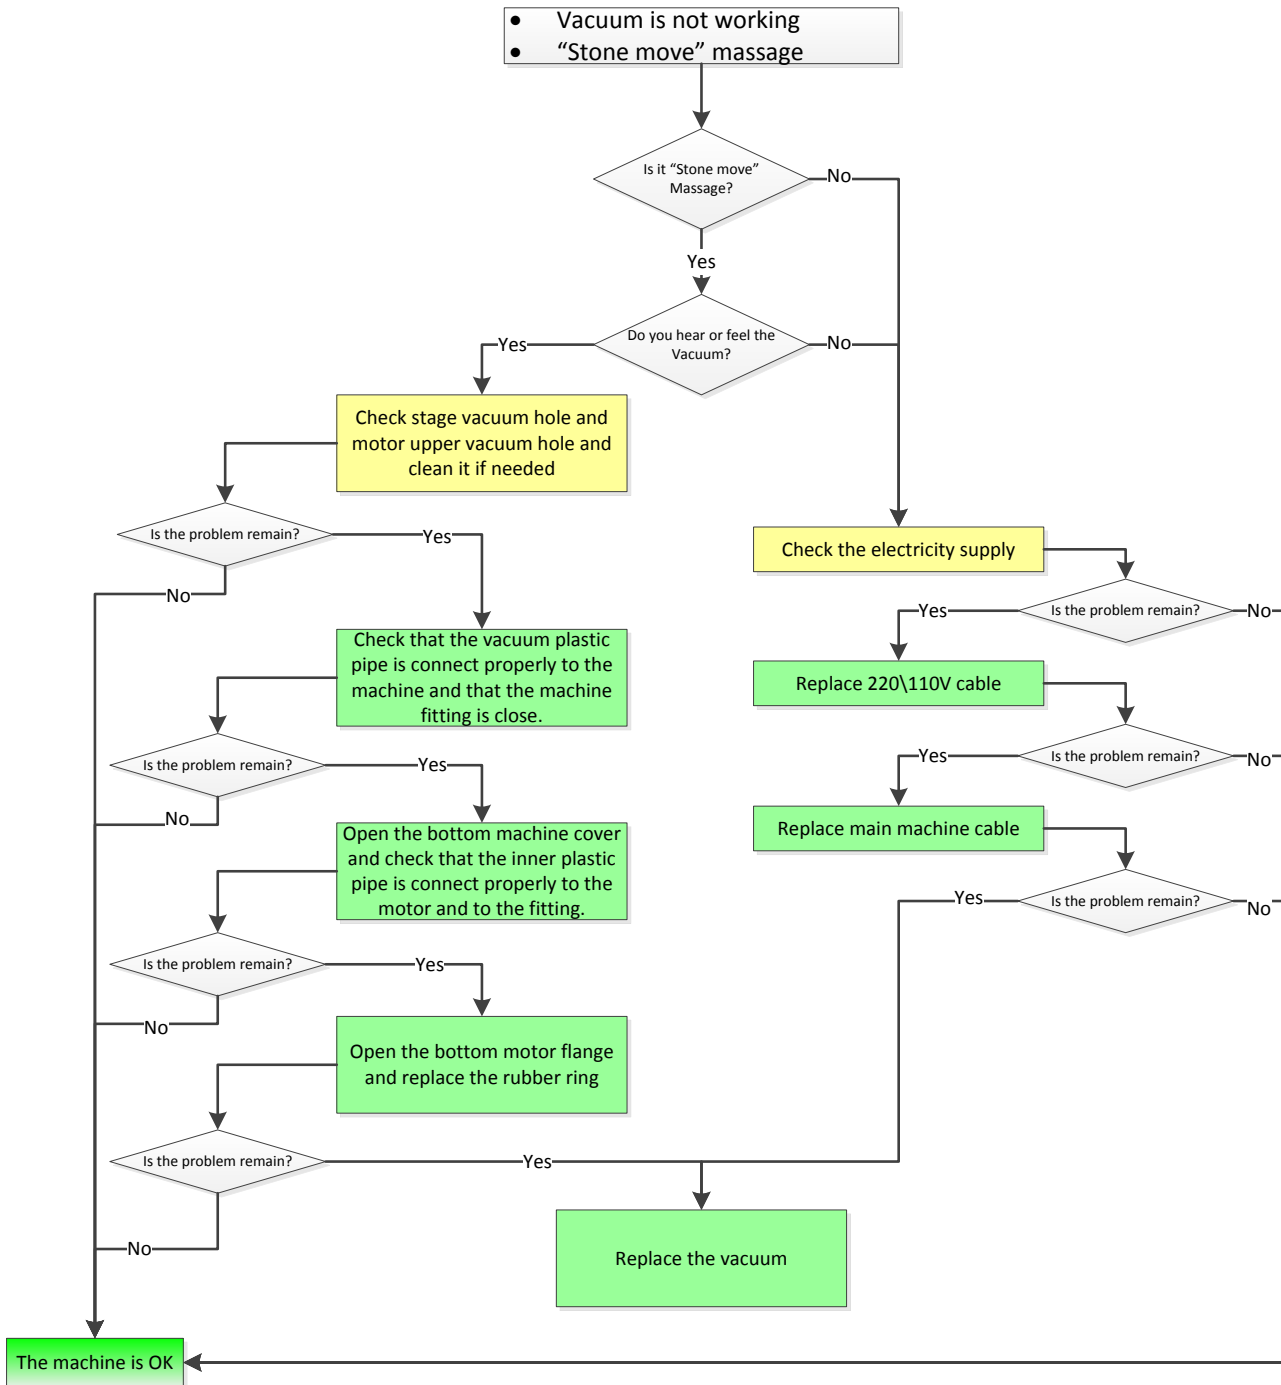 • Vacuum is not working
• “Stone move” massage
Is it “Stone move”
Massage?
No
Yes
Do you hear or feel the
Vacuum?
Yes
No
Check stage vacuum hole and
motor upper vacuum hole and
clean it if needed
Is the problem remain?
Yes
No
Check the electricity supply
Is the problem remain?
Yes
No
Check that the vacuum plastic
pipe is connect properly to the
machine and that the machine
fitting is close.
Replace 220\110V cable
Is the problem remain?
Yes
No
Is the problem remain?
Yes
No
Open the bottom machine cover
and check that the inner plastic
pipe is connect properly to the
motor and to the fitting.
Replace main machine cable
Is the problem remain?
Yes
No
Is the problem remain?
Yes
No
Open the bottom motor flange
and replace the rubber ring
Is the problem remain?
Yes
No
Replace the vacuum
The machine is OK